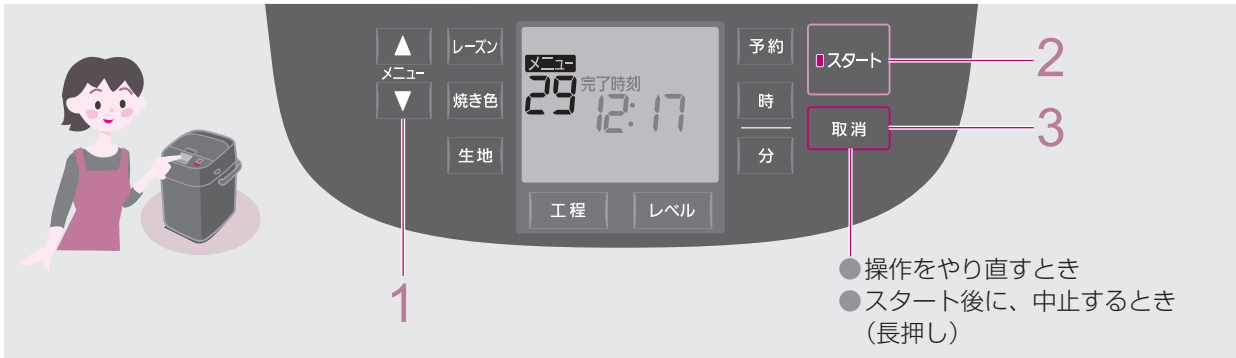 メニュー
レーズン
焼き色
生地
メニュー
29
完了時刻
12:17
工程
レベル
予約
時
分
スタート
取消
1
2
3
●操作をやり直すとき
●スタート後に、中止するとき
（長押し）